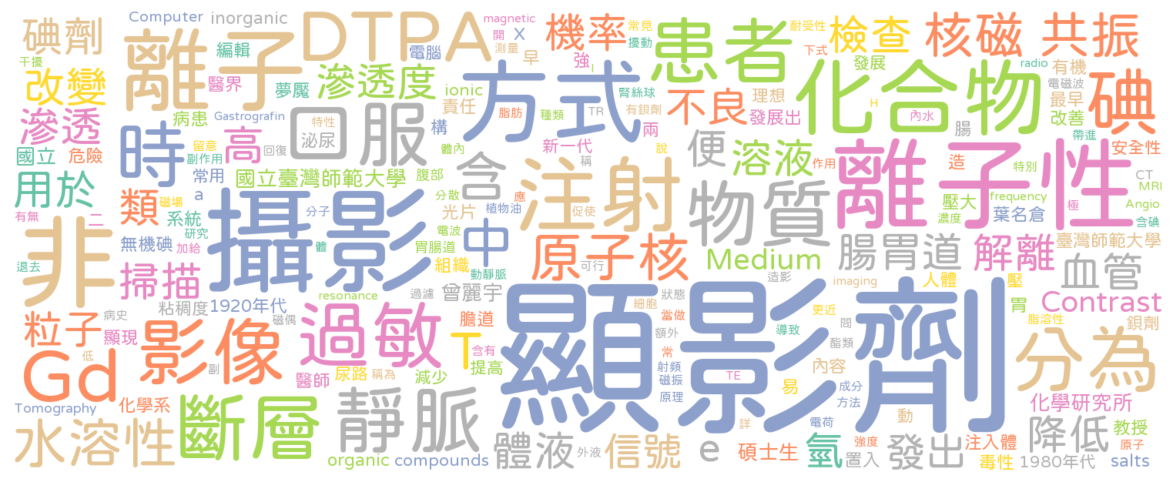 碘劑
Computer
inorganic
DTPA
magnetic
開
X
機率
常見
擾動
耐受性
下式
檢查
核磁
共振
干擾
離子
編輯
電腦
測量
早
強
I
患者
發展
radio
有機
電磁波
改變
醫界
夢魘
滲透度
ionic
方式
腎絲球
有銀劑
不良
理想
化合物
最早
碘
滲透
病患
Gastrografin
口服
責任
脂肪
種類
TR
發展出
H
內水
改善
帶進
國立
危險
時
留意
副作用
高
回復
特性
泌尿
構
體內
新一代
兩
稱
說
便
溶液
作用
腸
造
特別
離子性
安全性
CT
MRI
用於
類
常用
a
國立臺灣師範大學
腹部
含
分散
應
注射
物質
壓大
濃度
frequency
極
Angio
含碘
有無
二
磁場
系統
研究
攝影
分子
體
電波
光片
植物油
促使
葉名倉
臺灣師範大學
非
無機碘
加給
中
胃腸道
組織
動靜脈
原子核
可行
Medium
造影
腸胃道
解離
血管
退去
掃描
粘稠度
1920年代
resonance
過濾
曾麗宇
細胞
狀態
額外
當做
更近
導致
imaging
人體
壓
胃
Contrast
脂溶性
鋇劑
粒子
病史
顯現
影像
磁偶
過敏
膽道
T
含有
提高
顯影劑
常
射頻
磁振
原理
TE
閥
酯類
內容
分為
低
Gd
副
醫師
尿路
稱為
減少
易
成分
方法
Tomography
化學系
斷層
靜脈
電荷
動
化學研究所
水溶性
organic
compounds
體液
外液
信號
e
詳
碩士生
氫
強度
置入
發出
注入體
毒性
降低
1980年代
教授
原子
salts